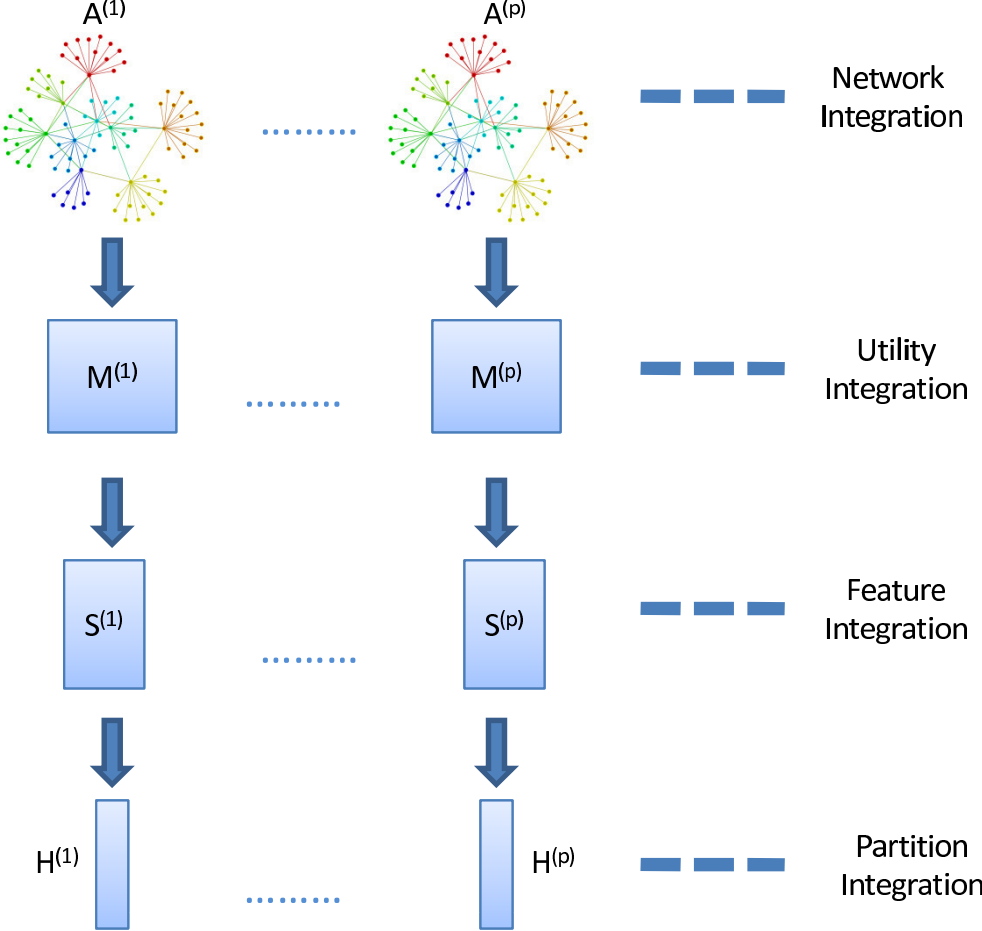 A(1)
A(p)
Network
Integration
M(1)
M(p)
Utility
Integration
S(1)
S(p)
Feature
Integration
H(1)
H(p)
Partition
Integration